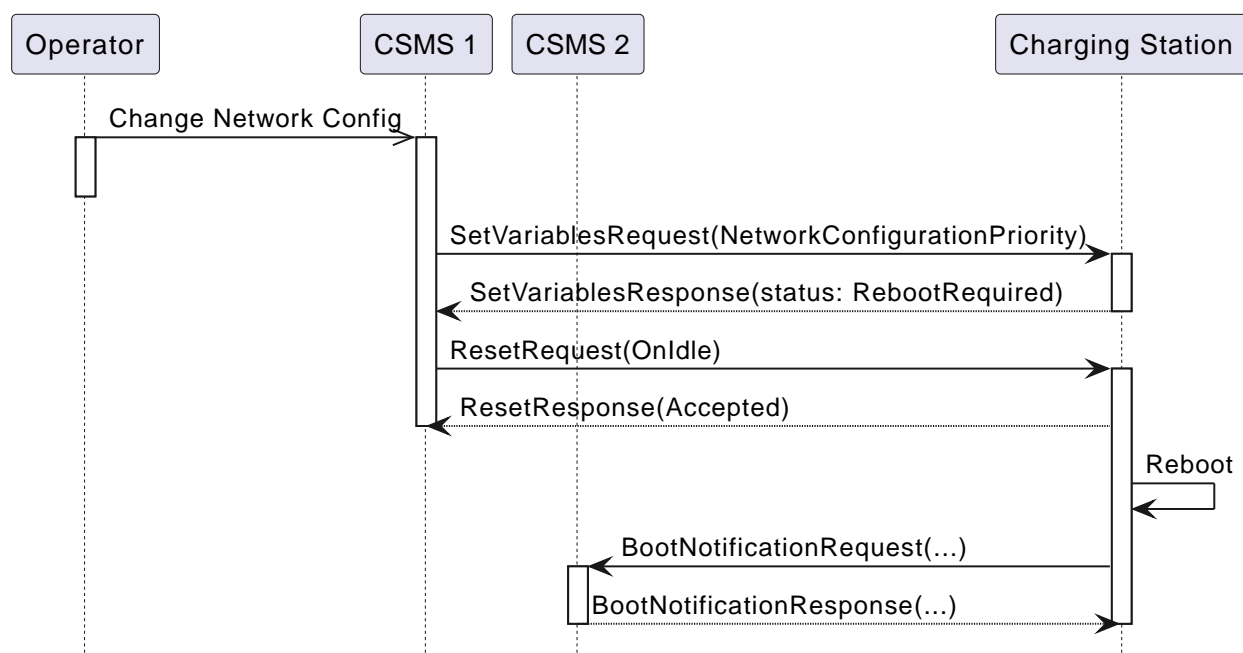 Operator
CSMS 1
CSMS 2
Charging Station
Change Network Config
SetVariablesRequest(NetworkConfigurationPriority)
SetVariablesResponse(status: RebootRequired)
ResetRequest(OnIdle)
ResetResponse(Accepted)
Reboot
BootNotificationRequest(...)
BootNotificationResponse(...)